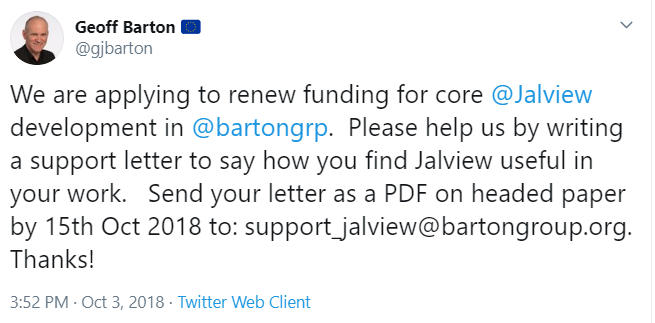 Geoff Barton 🇪🇺
@gjbarton
We are applying to renew funding for core @Jalview
development in @bartongrp.  Please help us by writing
a support letter to say how you find Jalview useful in
your work.   Send your letter as a PDF on headed paper
by 15th Oct 2018 to: support_jalview@bartongroup.org.
Thanks!
3:52 PM · Oct 3, 2018 · Twitter Web Client